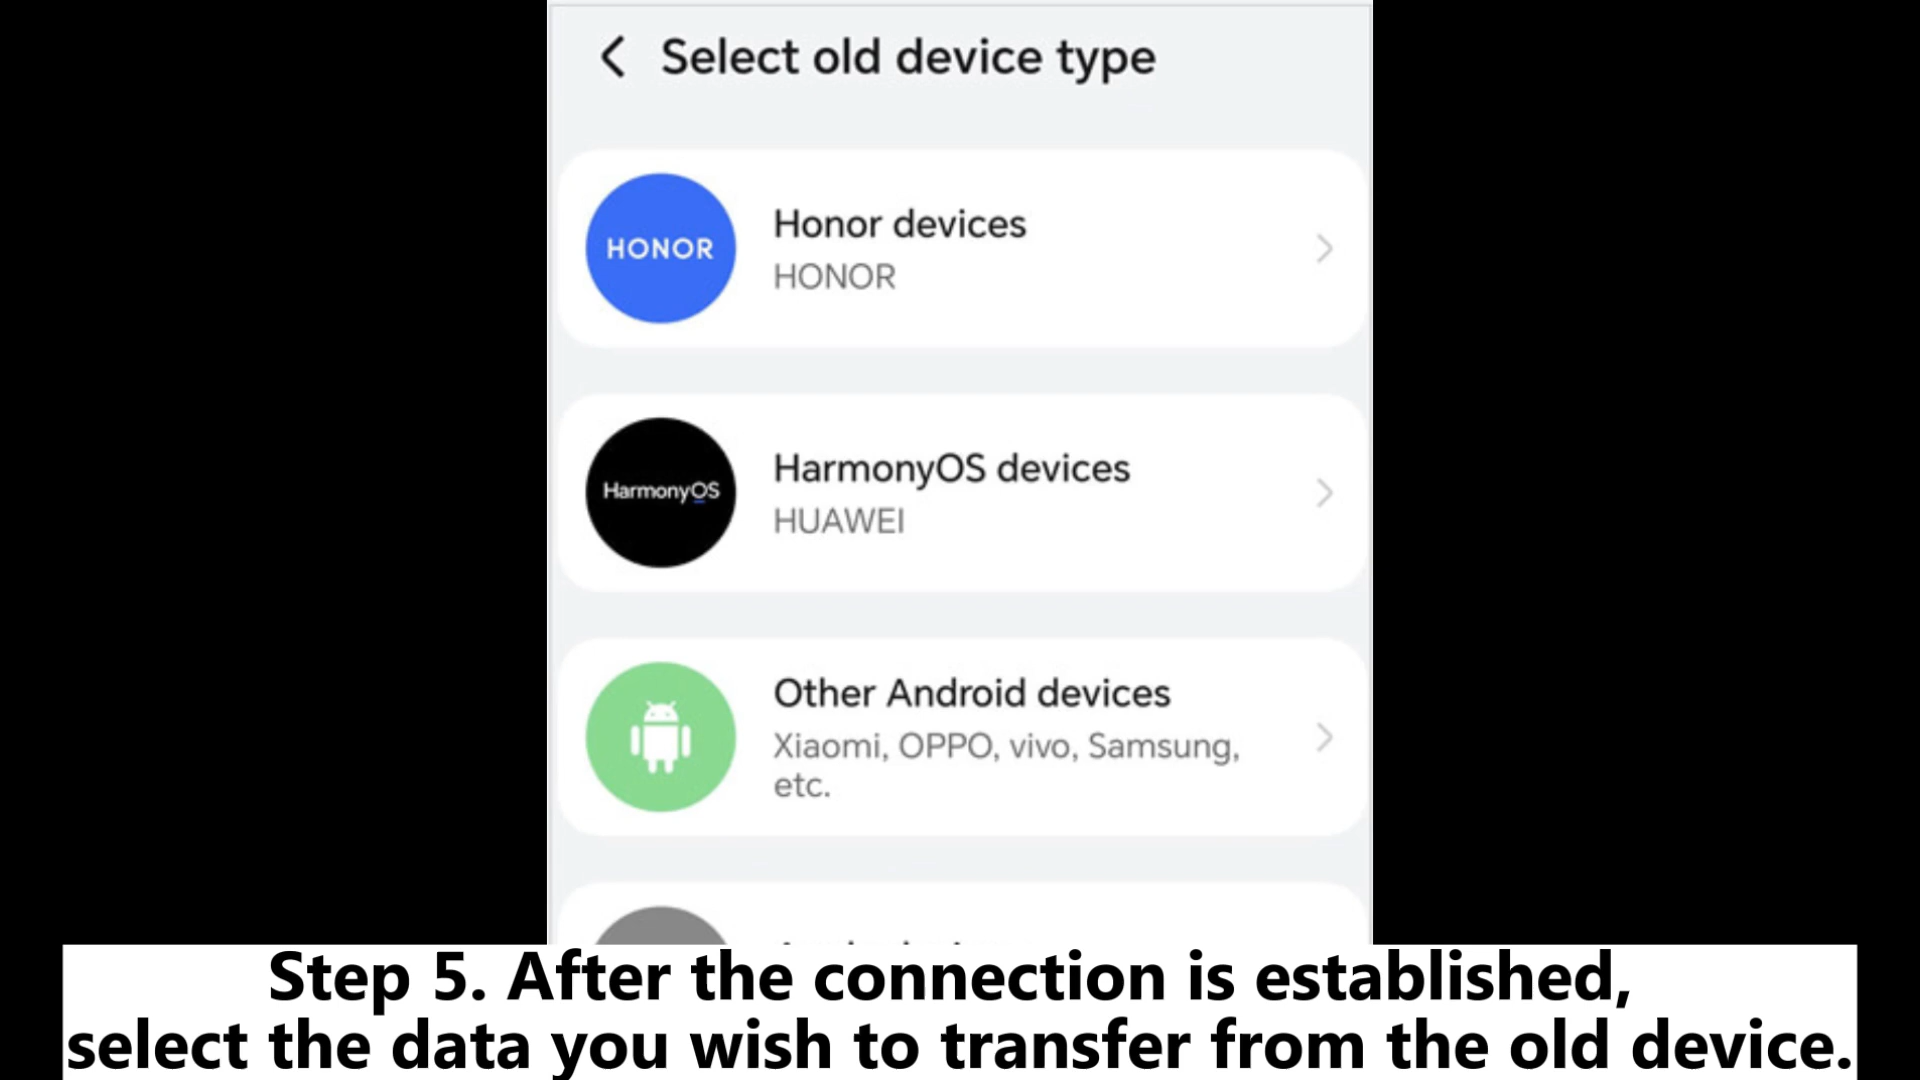 Select old device type
HONOR
Honor devices
HONOR
HarmonyOS
HarmonyOS devices
HUAWEI
Other Android devices
Xiaomi, OPPO, vivo, Samsung,
etc.
Step 5. After the connection is established,
select the data you wish to transfer from the old device.